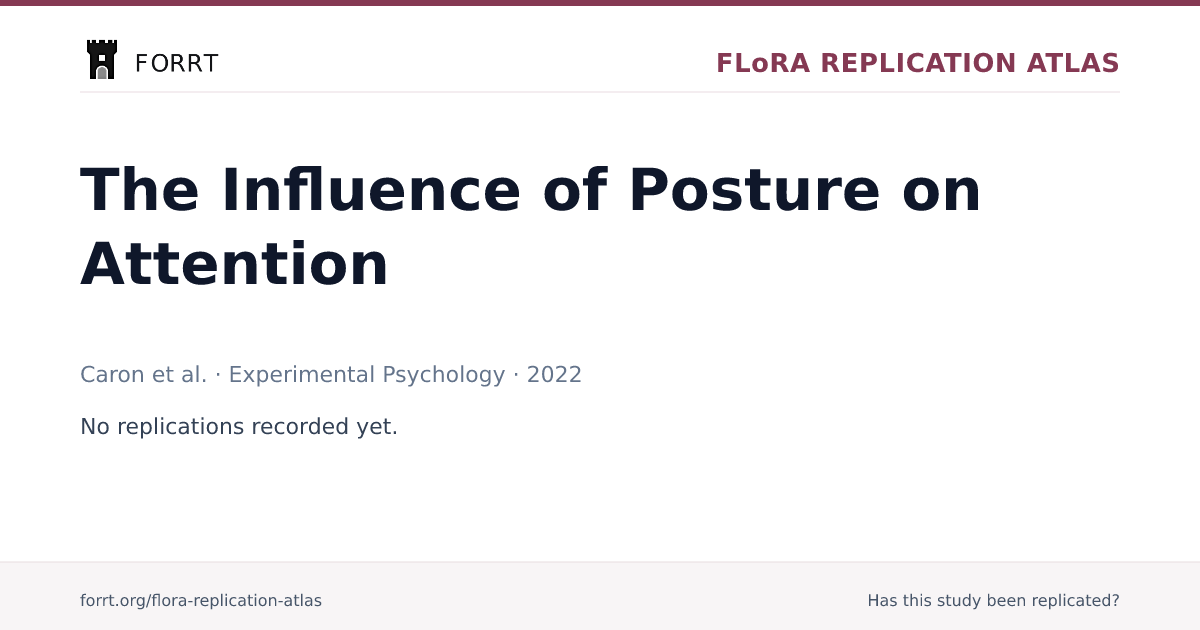 FORRT
FLoRA REPLICATION ATLAS
The Influence of Posture on
Attention
Caron et al. · Experimental Psychology · 2022
No replications recorded yet.
forrt.org/flora-replication-atlas
Has this study been replicated?